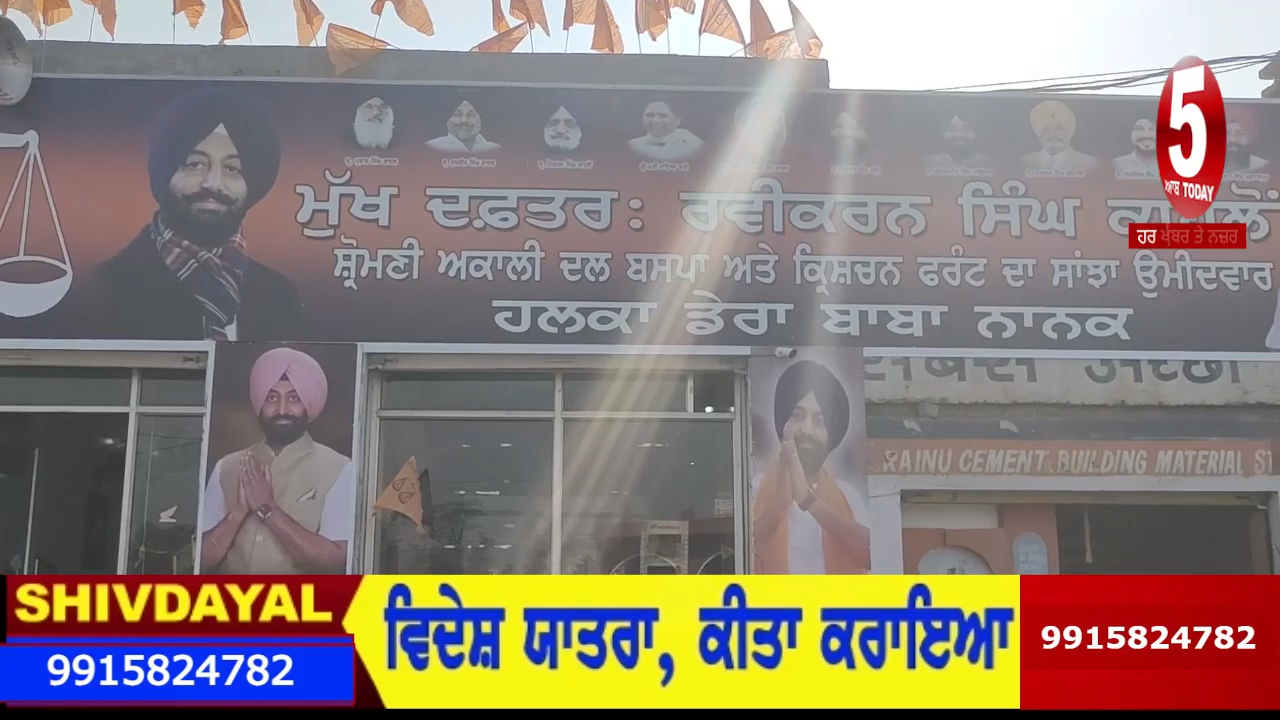 ਮੁੱਖ ਦਫ਼ਤਰ: ਰਵੀਕਰਨ ਸਿੰਘ
ਸ਼੍ਰੋਮਣੀ ਅਕਾਲੀ ਦਲ ਬਸਪਾ ਅਤੇ ਕ੍ਰਿਸ਼ਚਨ ਫਰੰਟ ਦਾ ਸਾਂਝਾ ਉਮੀਦਵਾਰ
ਹਲਕਾ ਡੇਰਾ ਬਾਬਾ ਨਾਨਕ
5
ਆਬ TODAY
ਹਰ ਖ਼ਬਰ ਤੇ ਨਜ਼ਰ
RAINU CEMENT & BUILDING MATERIAL
SHIVDAYAL
9915824782
ਵਿਦੇਸ਼ ਯਾਤਰਾ, ਕੀਤਾ ਕਰਾਇਆ
9915824782